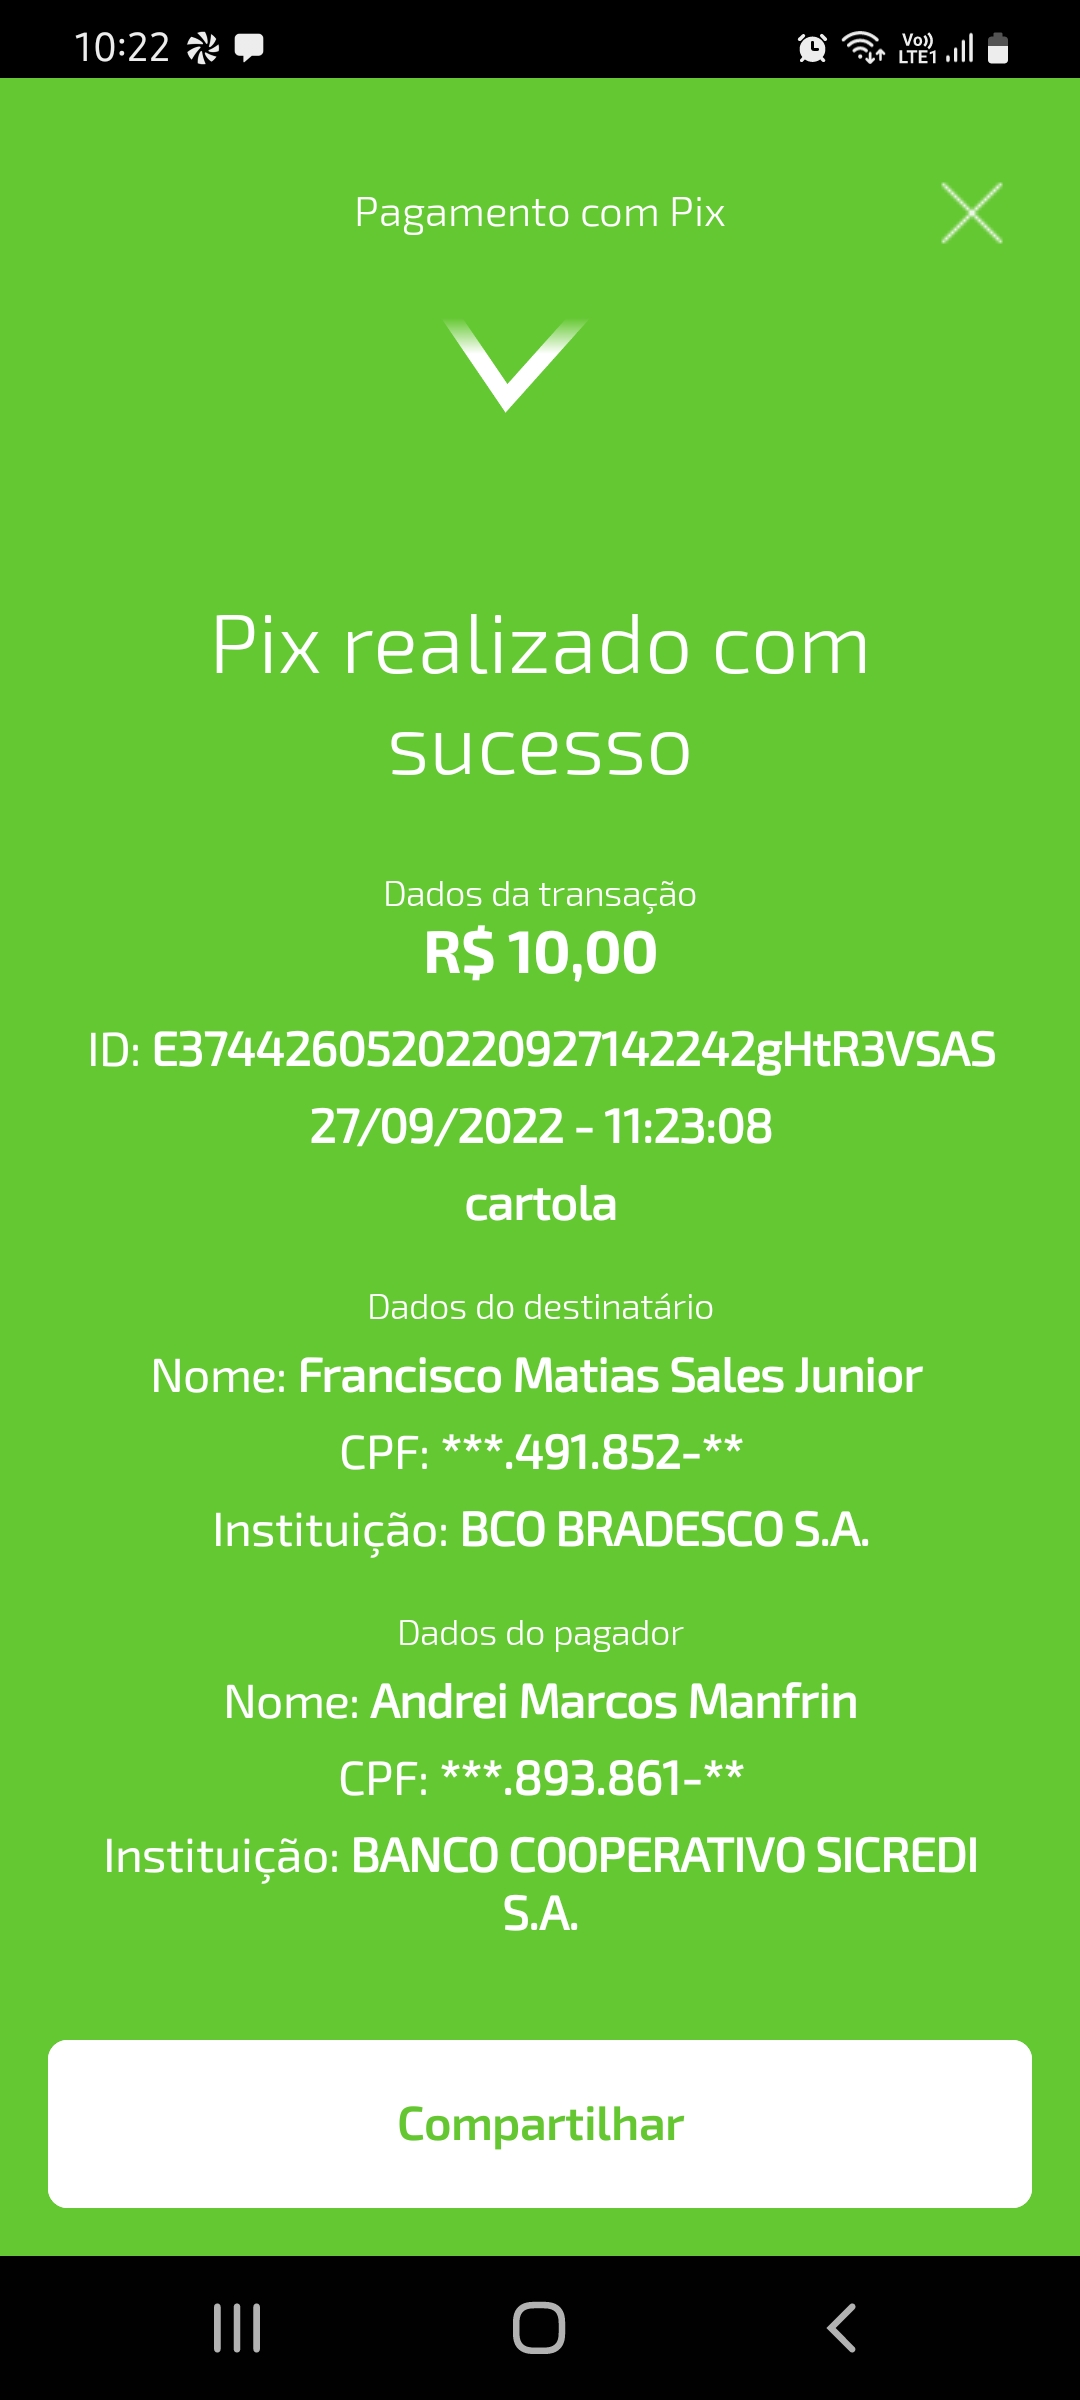 10:22
Vo))
LTE1
Pagamento com Pix
Pix realizado com
sucesso
Dados da transação
R$ 10,00
ID: E3744260520220927142242gHtR3VSAS
27/09/2022 - 11:23:08
cartola
Dados do destinatário
Nome: Francisco Matias Sales Junior
CPF: ***.491.852-**
Instituição: BCO BRADESCO S.A.
Dados do pagador
Nome: Andrei Marcos Manfrin
CPF: ***.893.861-**
Instituição: BANCO COOPERATIVO SICREDI
S.A.
Compartilhar